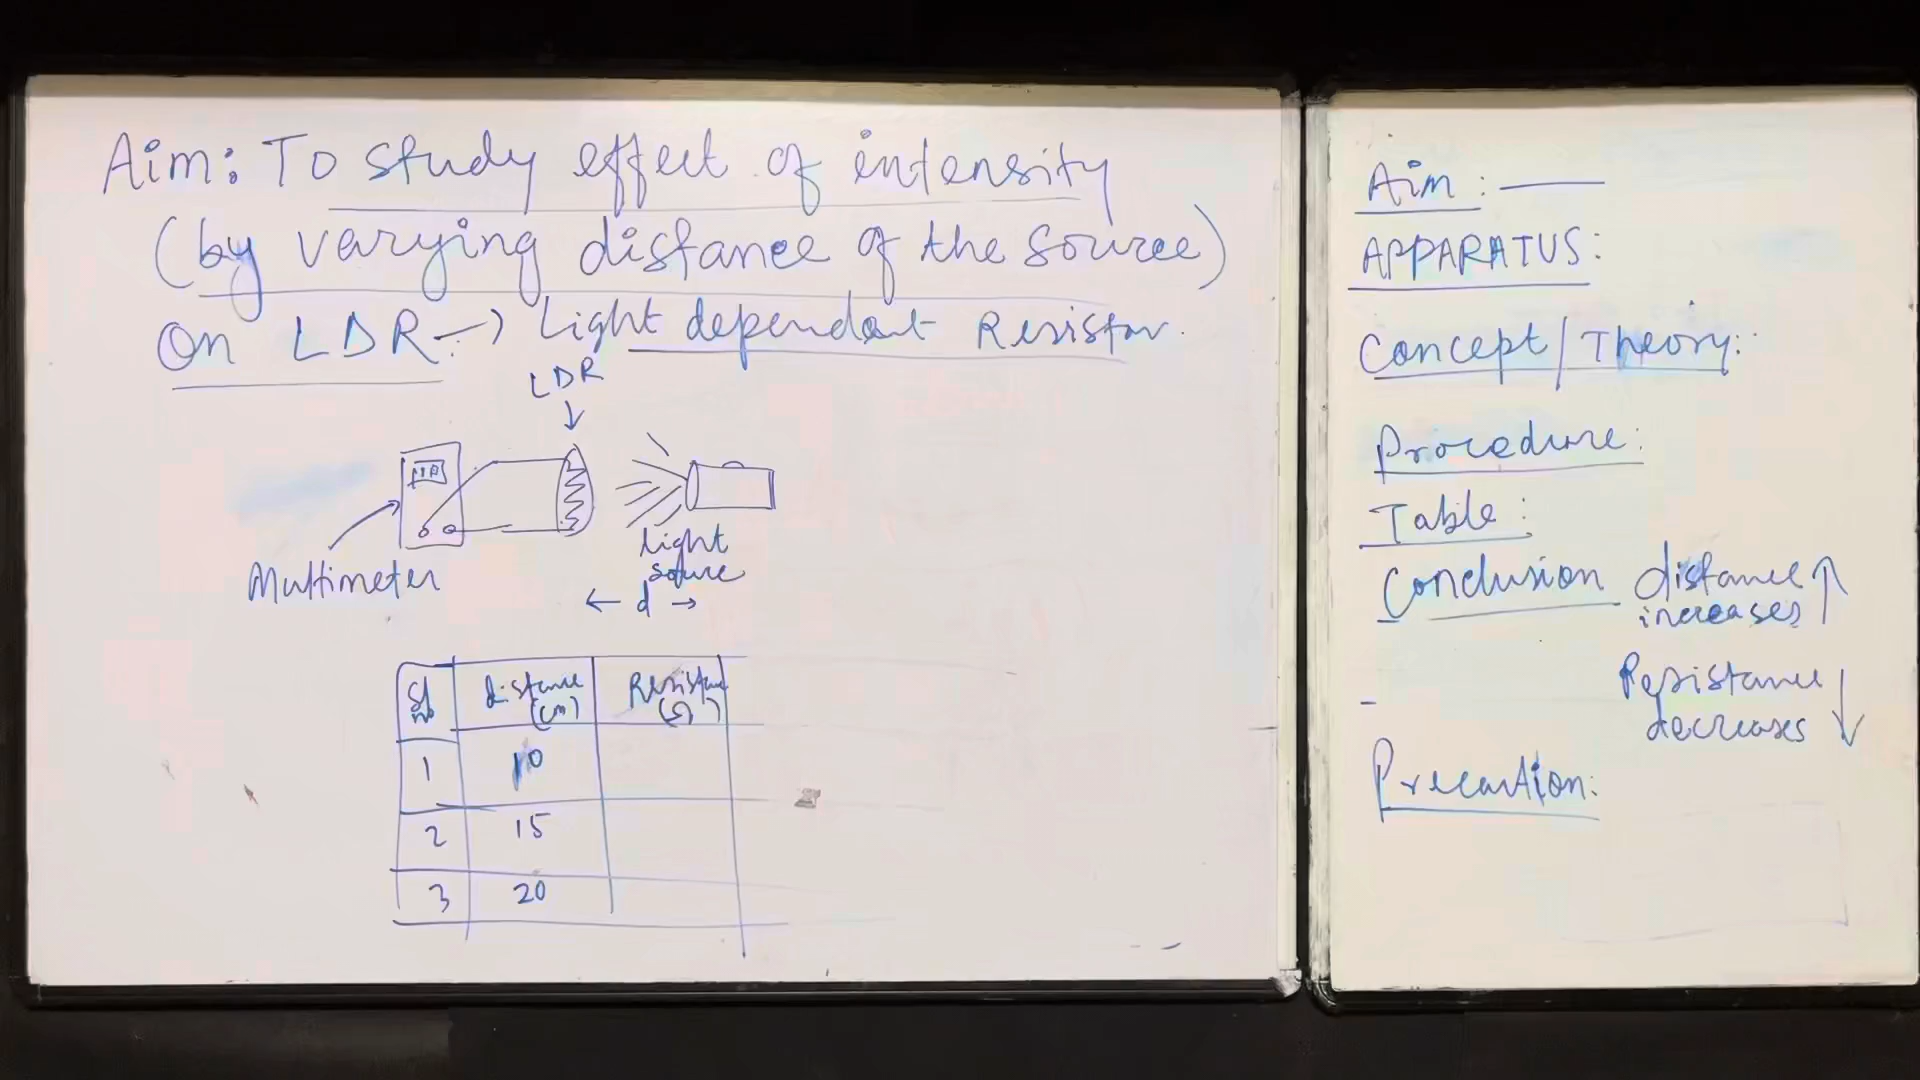 Aim: To study effect of intensity
(by varying distance of the source)
On LDR → Light dependant Resistor.
LDR
Multimeter
light
source
← d →
Sl no distance (cm) Resistance (Ω)
1 10
2 15
3 20
Aim :
APPARATUS:
Concept/Theory:
Procedure:
Table:
Conclusion distance ↑
increases
Resistance ↓
decreases
Precaution: